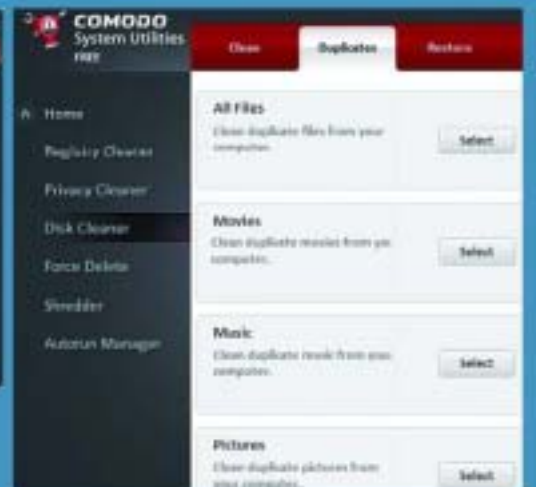 COMODO
System Utilities
FREE
Clean
Duplicates
Restore
Home
Registry Cleaner
Privacy Cleaner
Disk Cleaner
Force Delete
Shredder
Autorun Manager
All Files
Clean duplicate files from your
computer.
Select
Movies
Clean duplicate movies from yo
computer.
Select
Music
Clean duplicate music from your
computer.
Select
Pictures
Clean duplicate pictures from
your computer.
Select